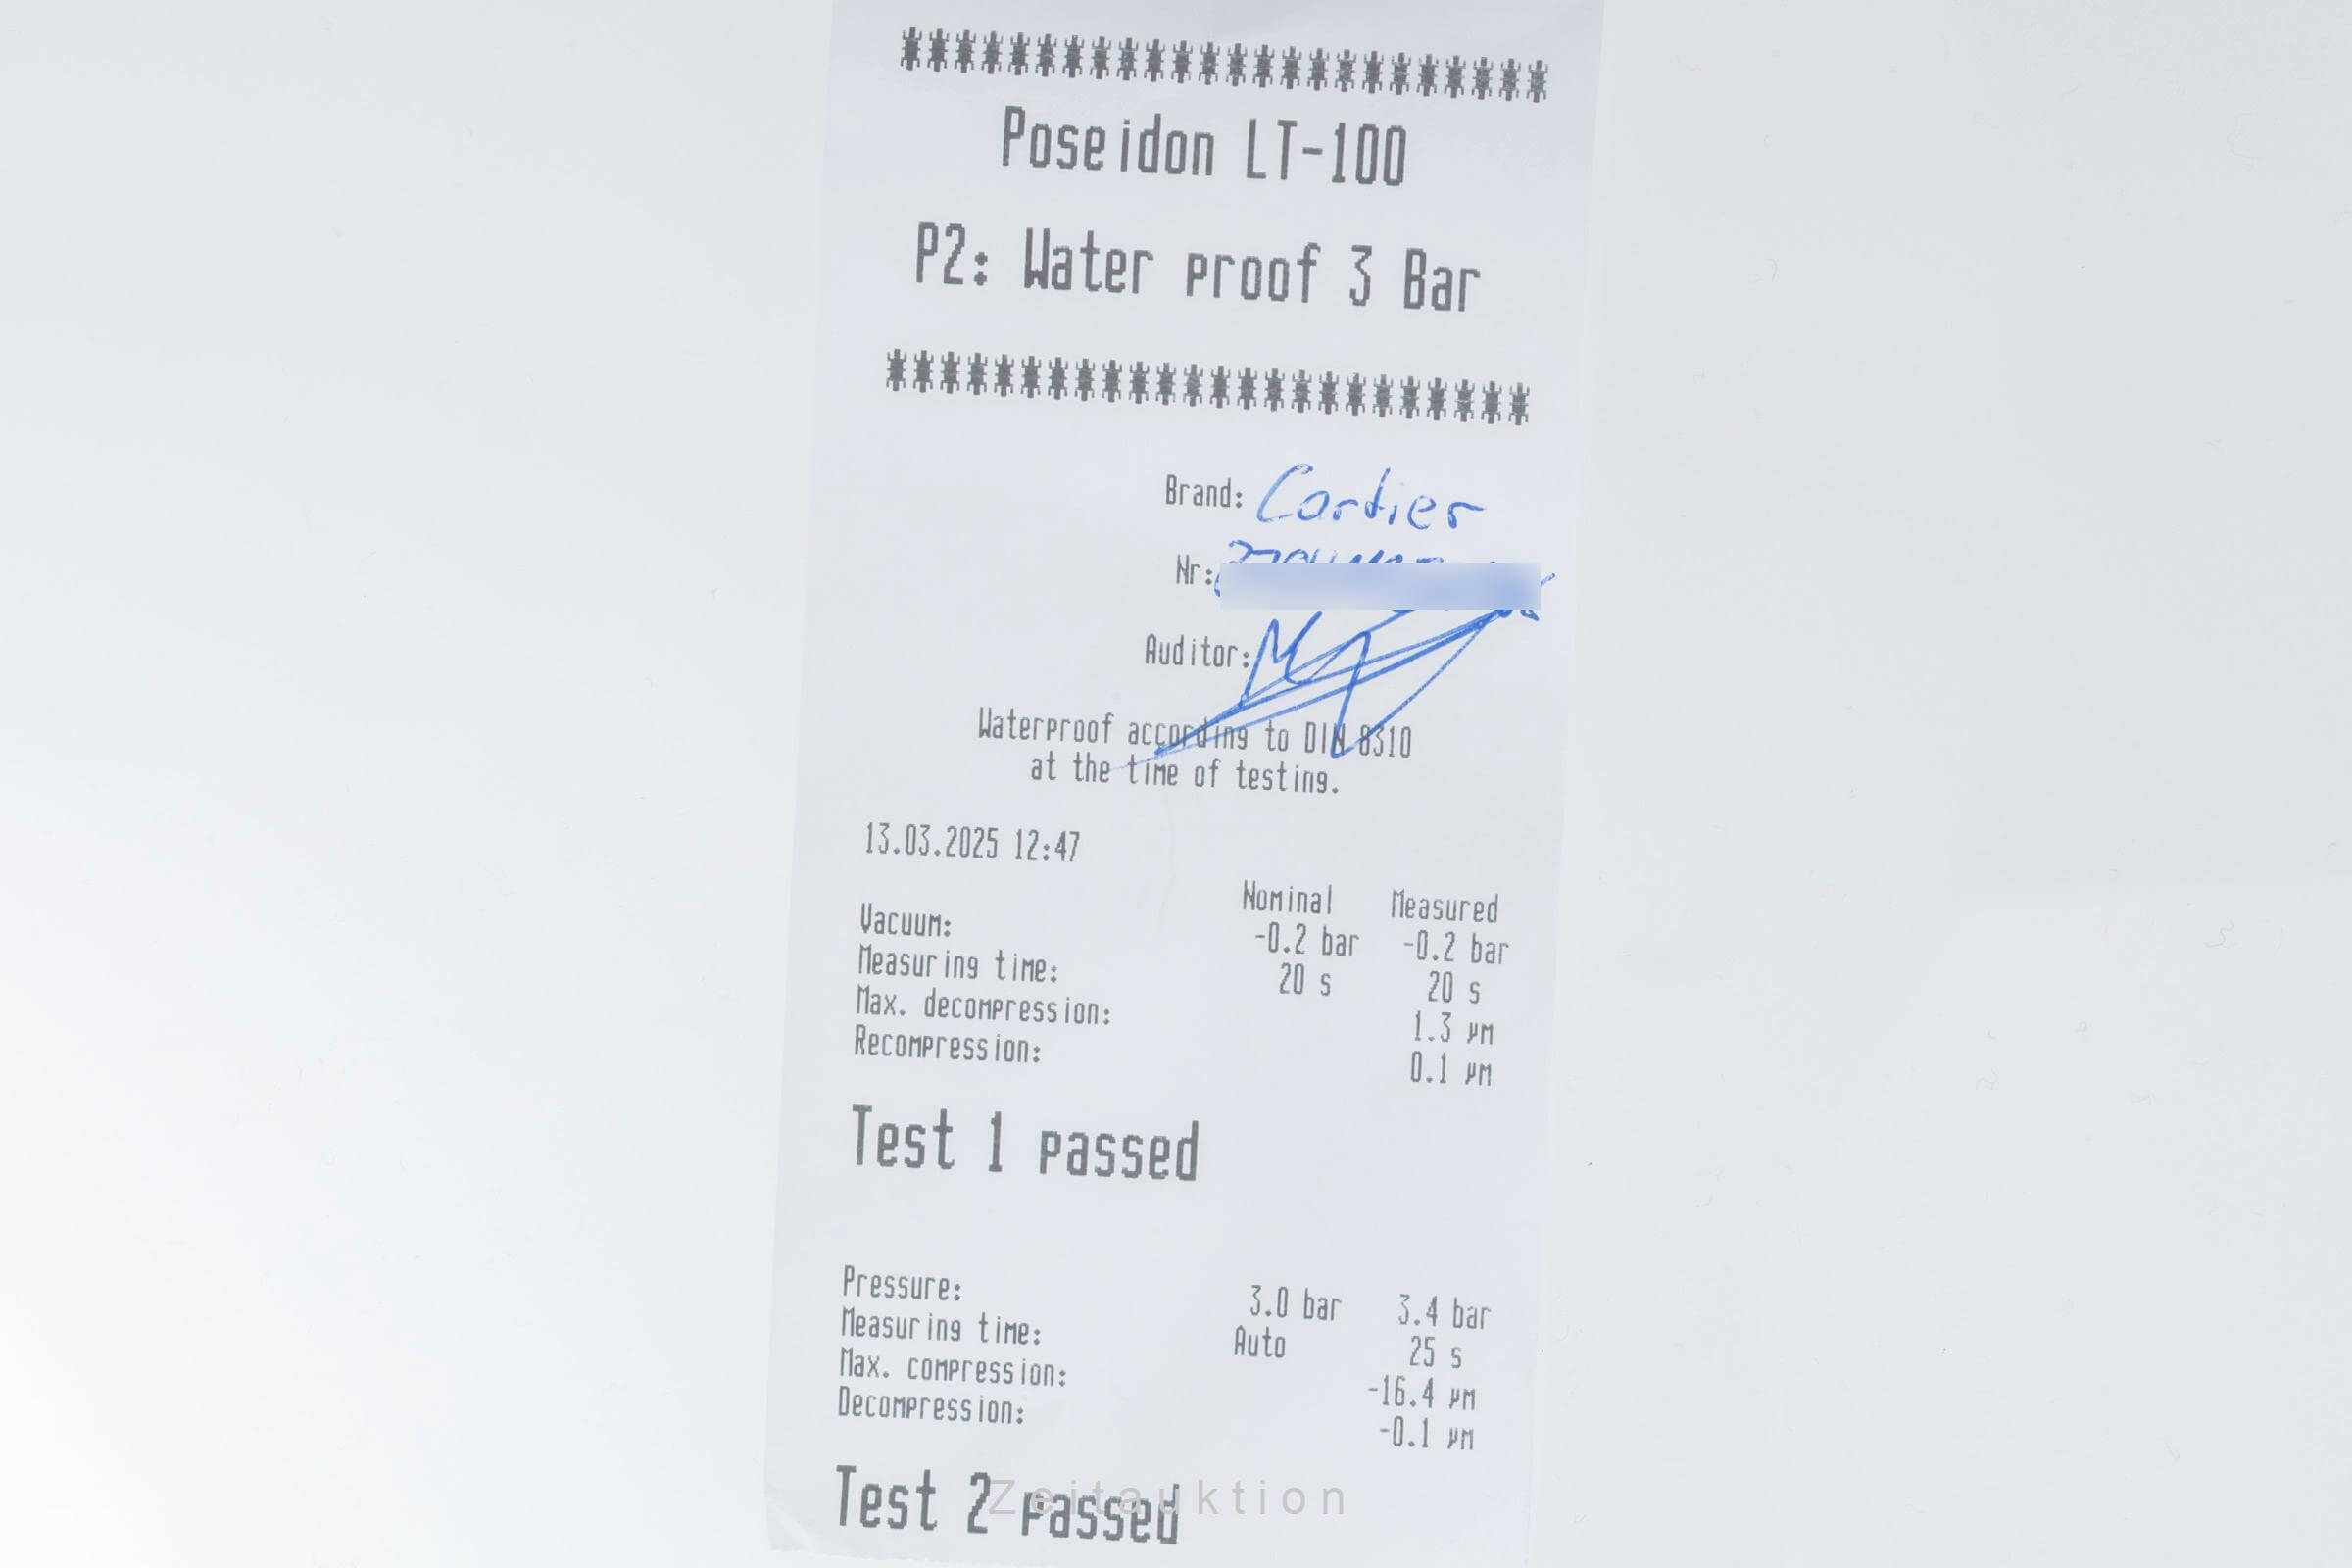 ************************
Poseidon LT-100
P2: Water proof 3 Bar
************************
Brand: Cartier
Nr:
Auditor:
Waterproof according to DIN 8310
at the time of testing.
13.03.2025 12:47
Nominal Measured
Vacuum: -0.2 bar -0.2 bar
Measuring time: 20 s 20 s
Max. decompression: 1.3 µm
Recompression: 0.1 µm
Test 1 passed
Pressure: 3.0 bar 3.4 bar
Measuring time: Auto 25 s
Max. compression: -16.4 µm
Decompression: -0.1 µm
Test 2 passed
Zeitauktion